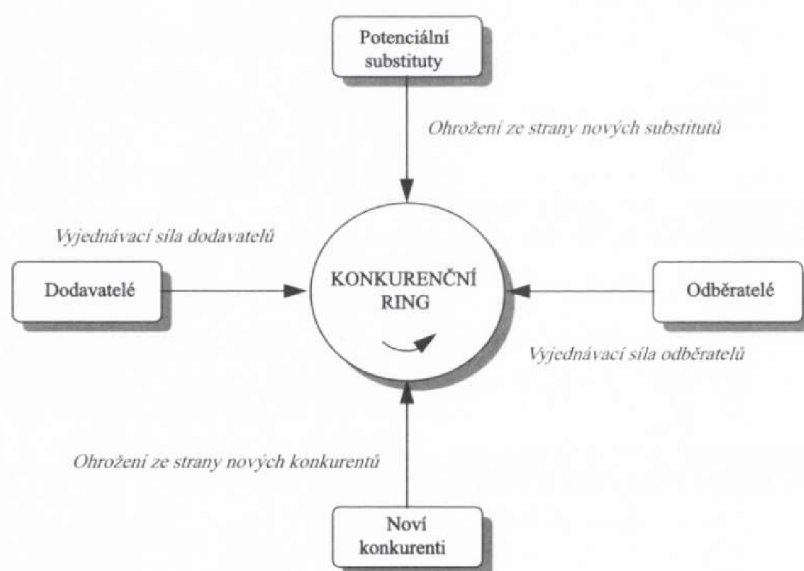 Potenciální
substituty
Ohrožení ze strany nových substitutů
Vyjednávací síla dodavatelů
Dodavatelé
KONKURENČNÍ
RING
Odběratelé
Vyjednávací síla odběratelů
Ohrožení ze strany nových konkurentů
Noví
konkurenti